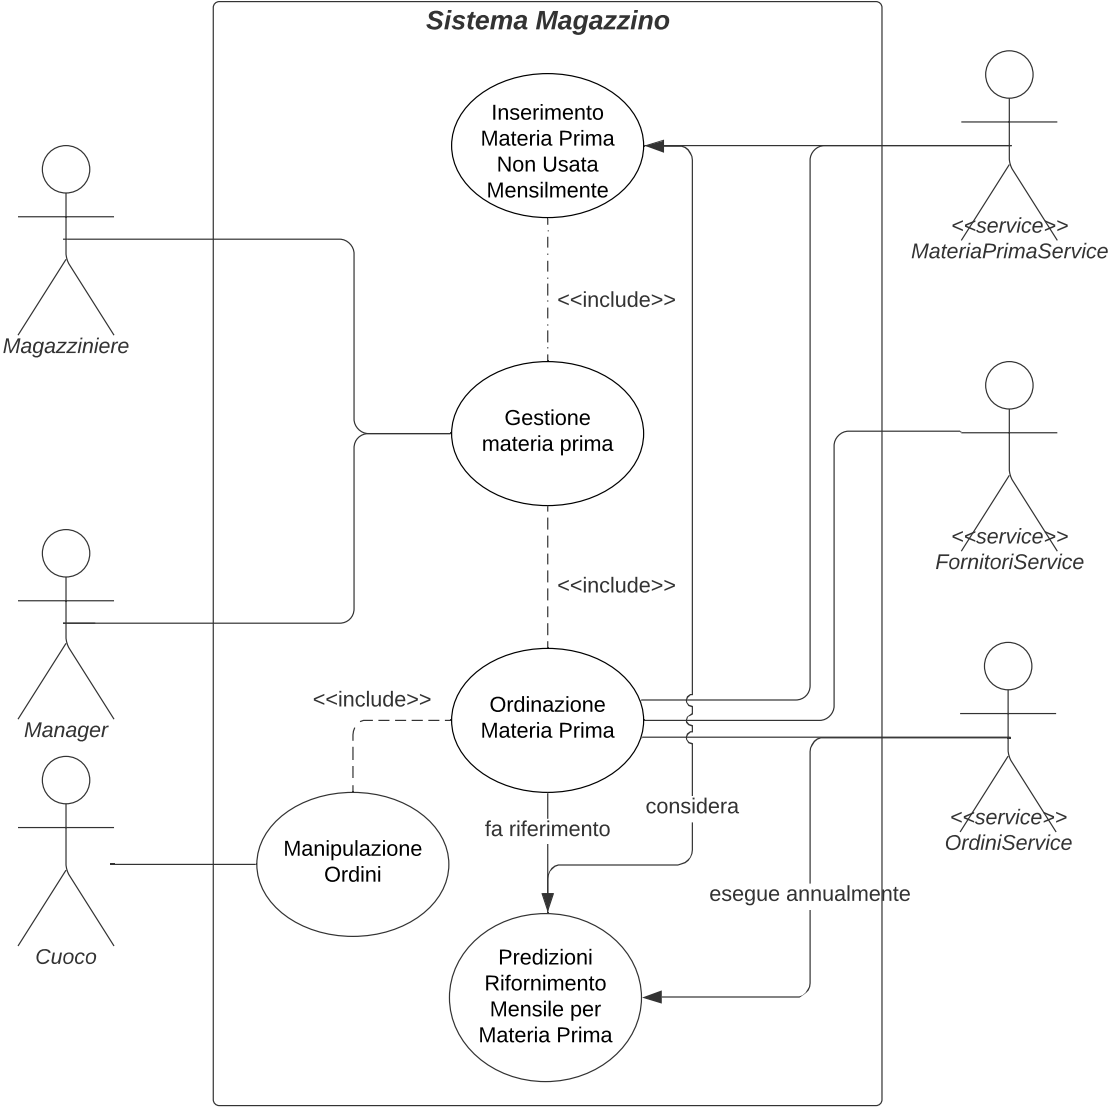 Sistema Magazzino
Inserimento
Materia Prima
Non Usata
Mensilmente
<<service>>
MateriaPrimaService
<<include>>
Magazziniere
Gestione
materia prima
<<service>>
FornitoriService
<<include>>
<<include>>
Ordinazione
Materia Prima
Manager
considera
fa riferimento
<<service>>
OrdiniService
Manipulazione
Ordini
esegue annualmente
Cuoco
Predizioni
Rifornimento
Mensile per
Materia Prima